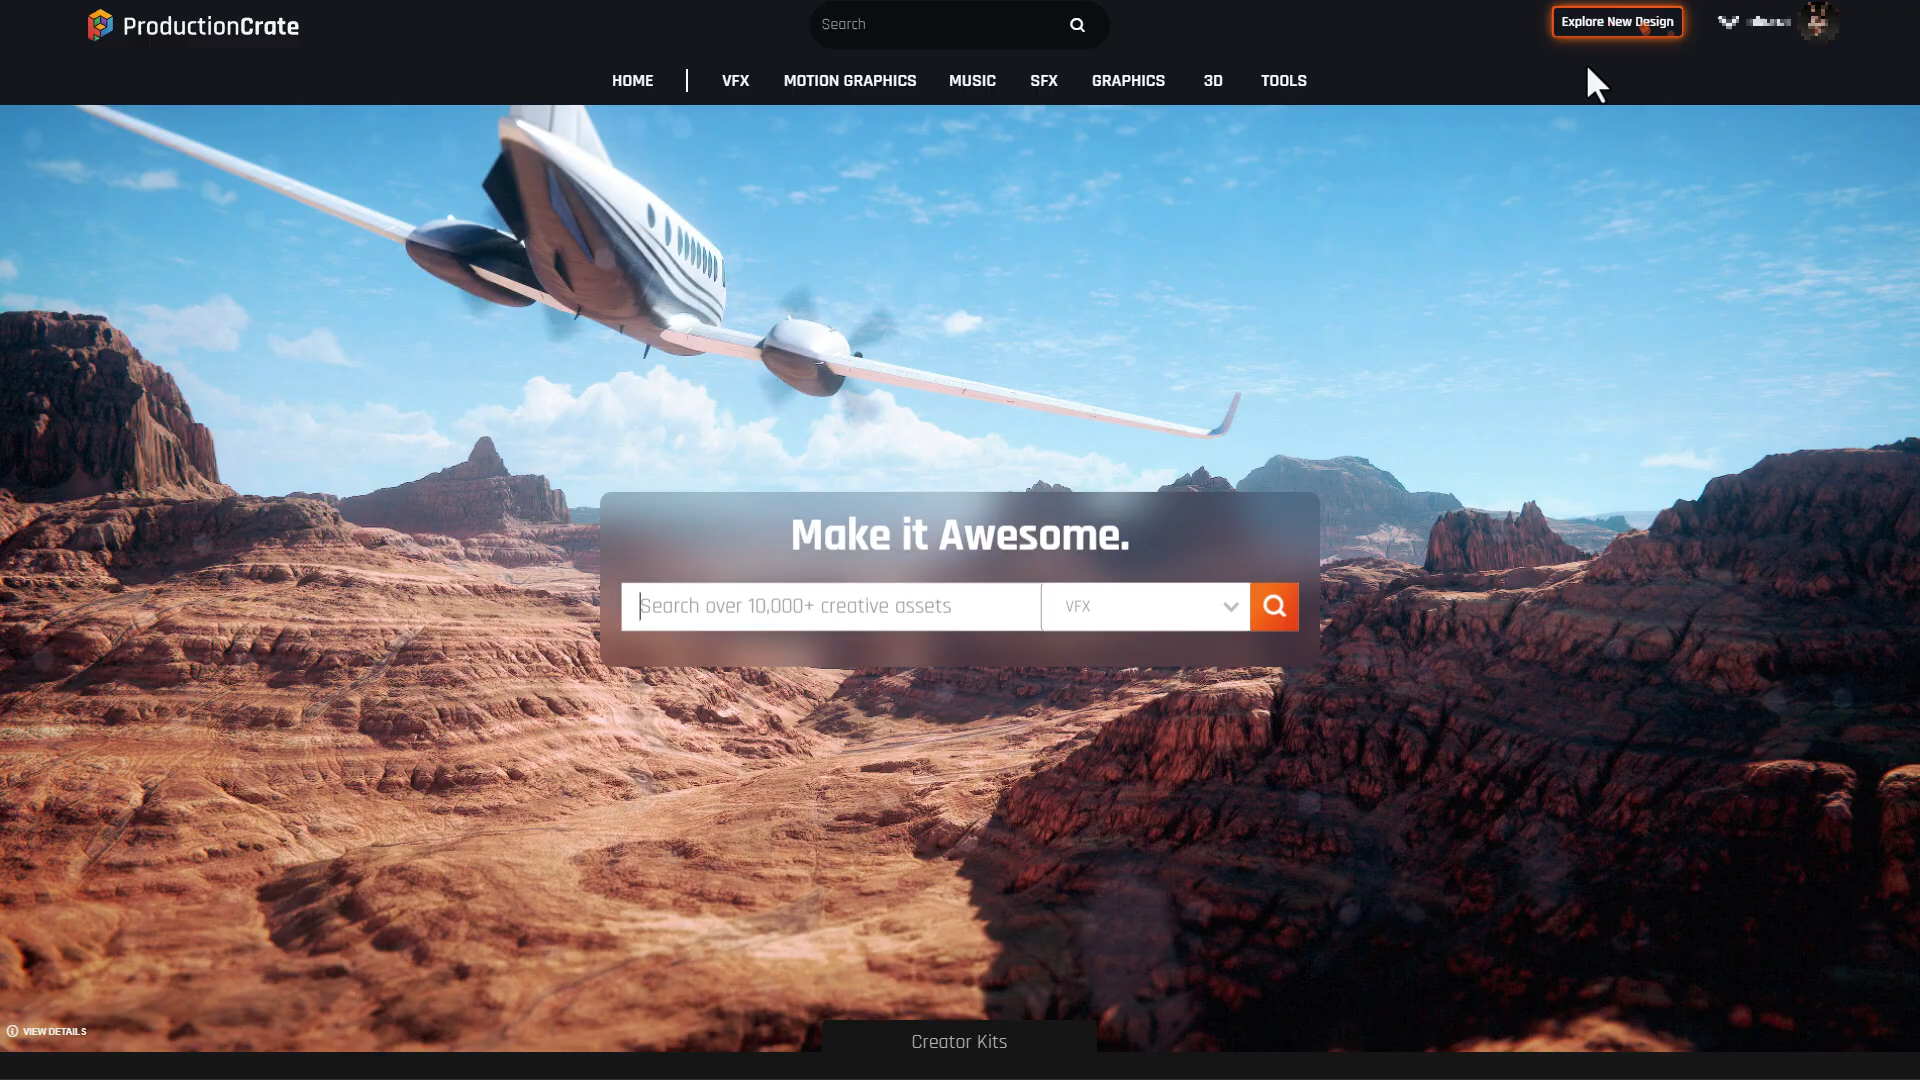 ProductionCrate
Search
Explore New Design
HOME
VFX
MOTION GRAPHICS
MUSIC
SFX
GRAPHICS
3D
TOOLS
Make it Awesome.
Search over 10,000+ creative assets
VFX
VIEW DETAILS
Creator Kits